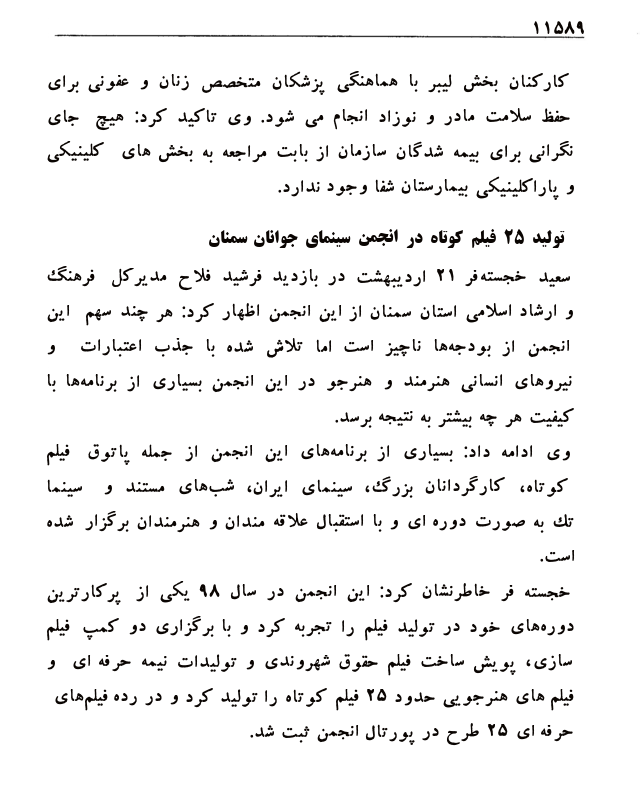 ۱۱۵۸۹
کارکنان بخش لیبر با هماهنگی پزشکان متخصص زنان و عفونی برای
حفظ سلامت مادر و نوزاد انجام می شود. وی تاکید کرد: هیچ جای
نگرانی برای بیمه شدگان سازمان از بابت مراجعه به بخش های کلینیکی
و پاراکلینیکی بیمارستان شفا وجود ندارد.
تولید ۲۵ فیلم کوتاه در انجمن سینمای جوانان سمنان
سعید خجسته‌فر ۲۱ اردیبهشت در بازدید فرشید فلاح مدیرکل فرهنگ
و ارشاد اسلامی استان سمنان از این انجمن اظهار کرد: هر چند سهم این
انجمن از بودجه‌ها ناچیز است اما تلاش شده با جذب اعتبارات و
نیروهای انسانی هنرمند و هنرجو در این انجمن بسیاری از برنامه‌ها با
کیفیت هر چه بیشتر به نتیجه برسد.
وی ادامه داد: بسیاری از برنامه‌های این انجمن از جمله پاتوق فیلم
کوتاه، کارگردانان بزرگ، سینمای ایران، شب‌های مستند و سینما
تك به صورت دوره ای و با استقبال علاقه مندان و هنرمندان برگزار شده
است.
خجسته فر خاطرنشان کرد: این انجمن در سال ۹۸ یکی از پرکارترین
دوره‌های خود در تولید فیلم را تجربه کرد و با برگزاری دو کمپ فیلم
سازی، پویش ساخت فیلم حقوق شهروندی و تولیدات نیمه حرفه ای و
فیلم های هنرجویی حدود ۲۵ فیلم کوتاه را تولید کرد و در رده فیلم‌های
حرفه ای ۲۵ طرح در پورتال انجمن ثبت شد.